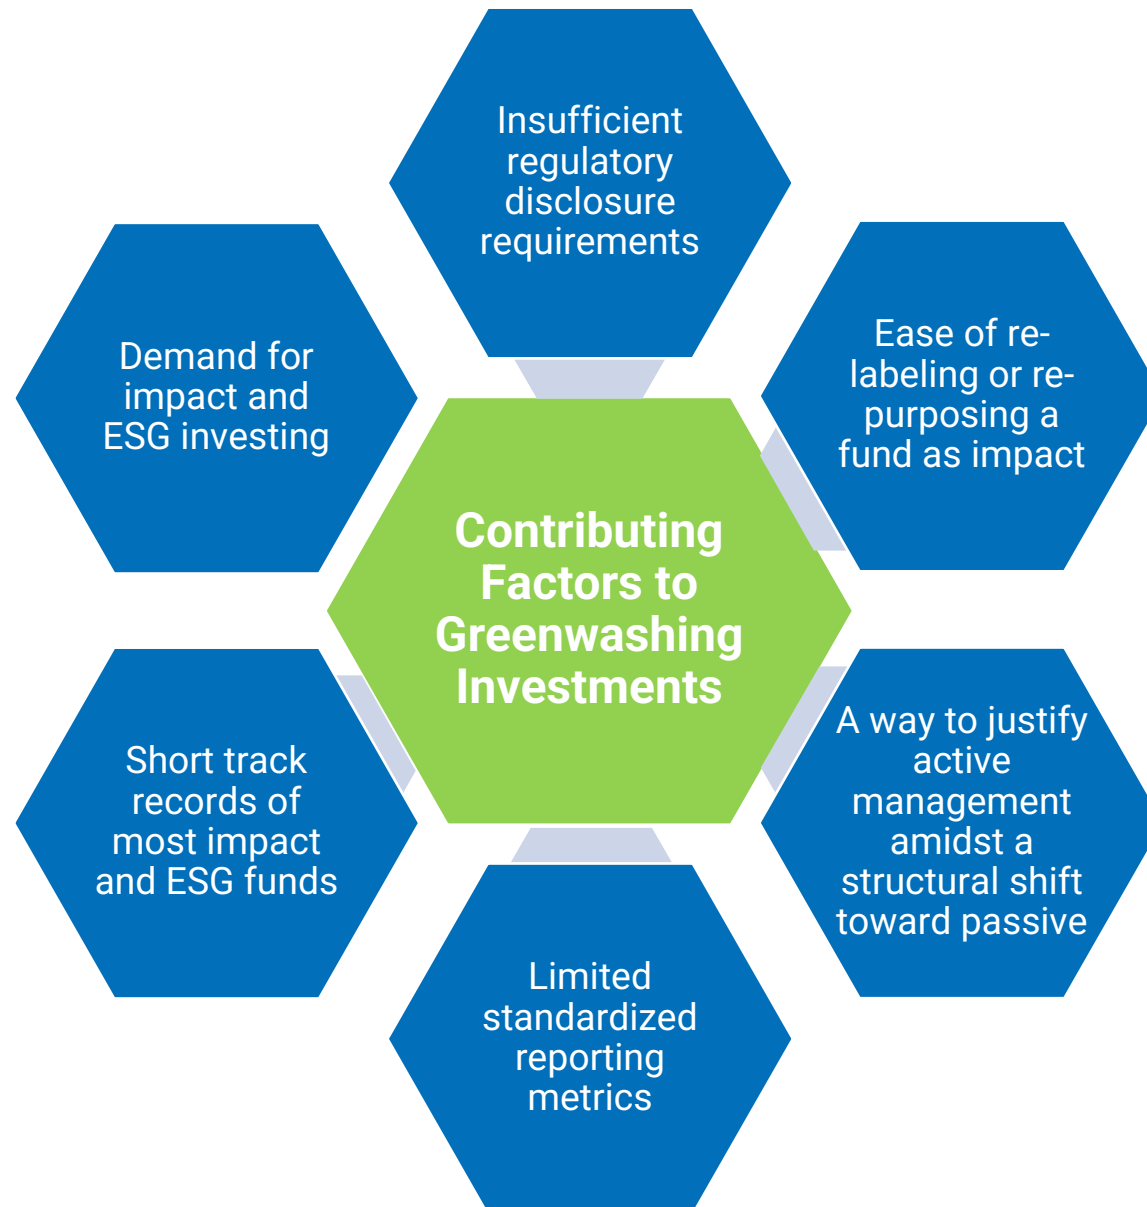 Insufficient
regulatory
disclosure
requirements
Ease of re-
labeling or re-
purposing a
fund as impact
A way to justify
active
management
amidst a
structural shift
toward passive
Limited
standardized
reporting
metrics
Short track
records of
most impact
and ESG funds
Demand for
impact and
ESG investing
Contributing
Factors to
Greenwashing
Investments